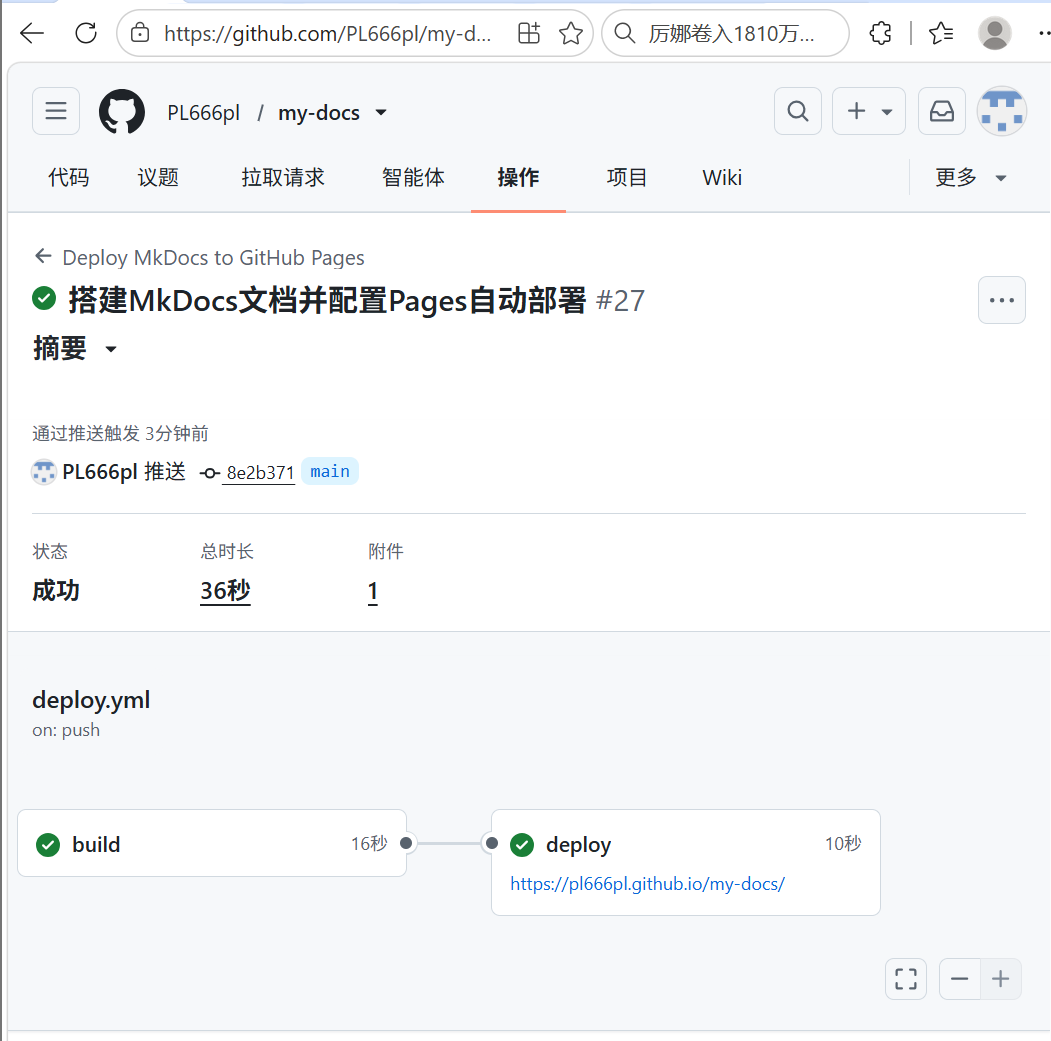 https://github.com/PL666pl/my-d...
厉娜卷入1810万...
PL666pl / my-docs
代码 议题 拉取请求 智能体 操作 项目 Wiki 更多
Deploy MkDocs to GitHub Pages
搭建MkDocs文档并配置Pages自动部署 #27
摘要
通过推送触发 3分钟前
PL666pl 推送 8e2b371 main
状态 总时长 附件
成功 36秒 1
deploy.yml
on: push
build 16秒
deploy 10秒
https://pl666pl.github.io/my-docs/